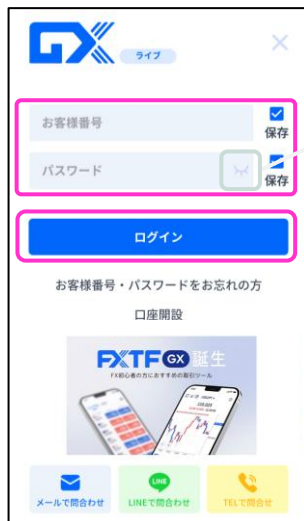 GX
ライブ
お客様番号
保存
パスワード
保存
ログイン
お客様番号・パスワードをお忘れの方
口座開設
FXTF GX 誕生
FX初心者の方におすすめの取引ツール
メールで問合わせ
LINE
LINEで問合わせ
TELで問合せ